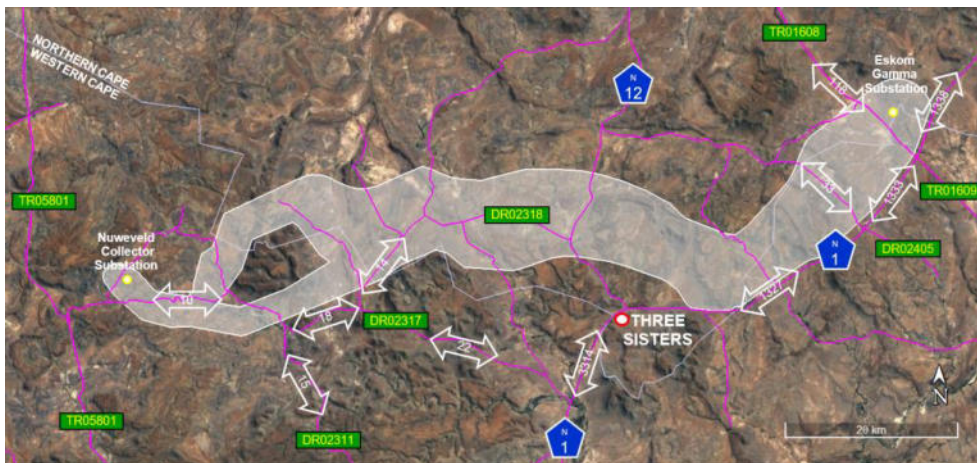 NORTHERN CAPE
WESTERN CAPE
TR01608
Eskom
Gamma
Substation
N
12
116
1338
TR05801
Nuweveld
Collector
Substation
DR02318
33
1333
TR01609
DR02405
N
1
14
10
18
DR02317
1327
THREE
SISTERS
22
3314
15
TR05801
DR02311
N
1
N
20 km